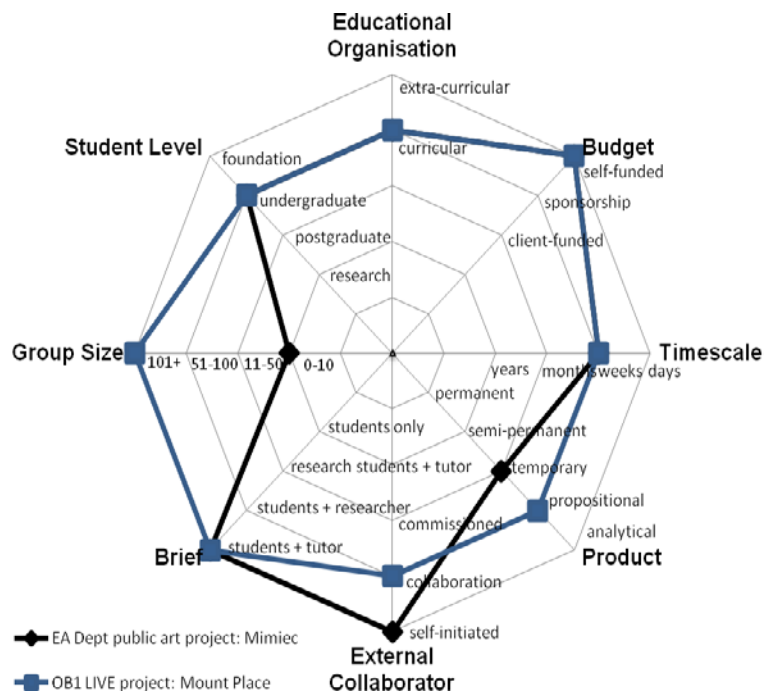 Educational
Organisation
extra-curricular
Student Level
Budget
foundation
curricular
self-funded
undergraduate
sponsorship
postgraduate
client-funded
research
Group Size
101+ 51-100 11-50 0-10
years months weeks days
Timescale
permanent
students only
semi-permanent
research students + tutor
temporary
students + researcher
commissioned
propositional
analytical
Brief
students + tutor
Product
collaboration
self-initiated
EA Dept public art project: Mimiec
External
Collaborator
OB1 LIVE project: Mount Place